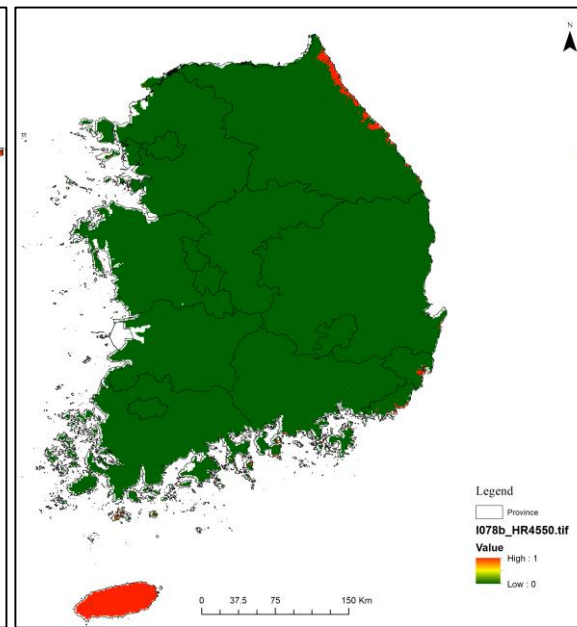 N
Legend
Province
I078b_HR4550.tif
Value
High : 1
Low : 0
0 37.5 75 150 Km